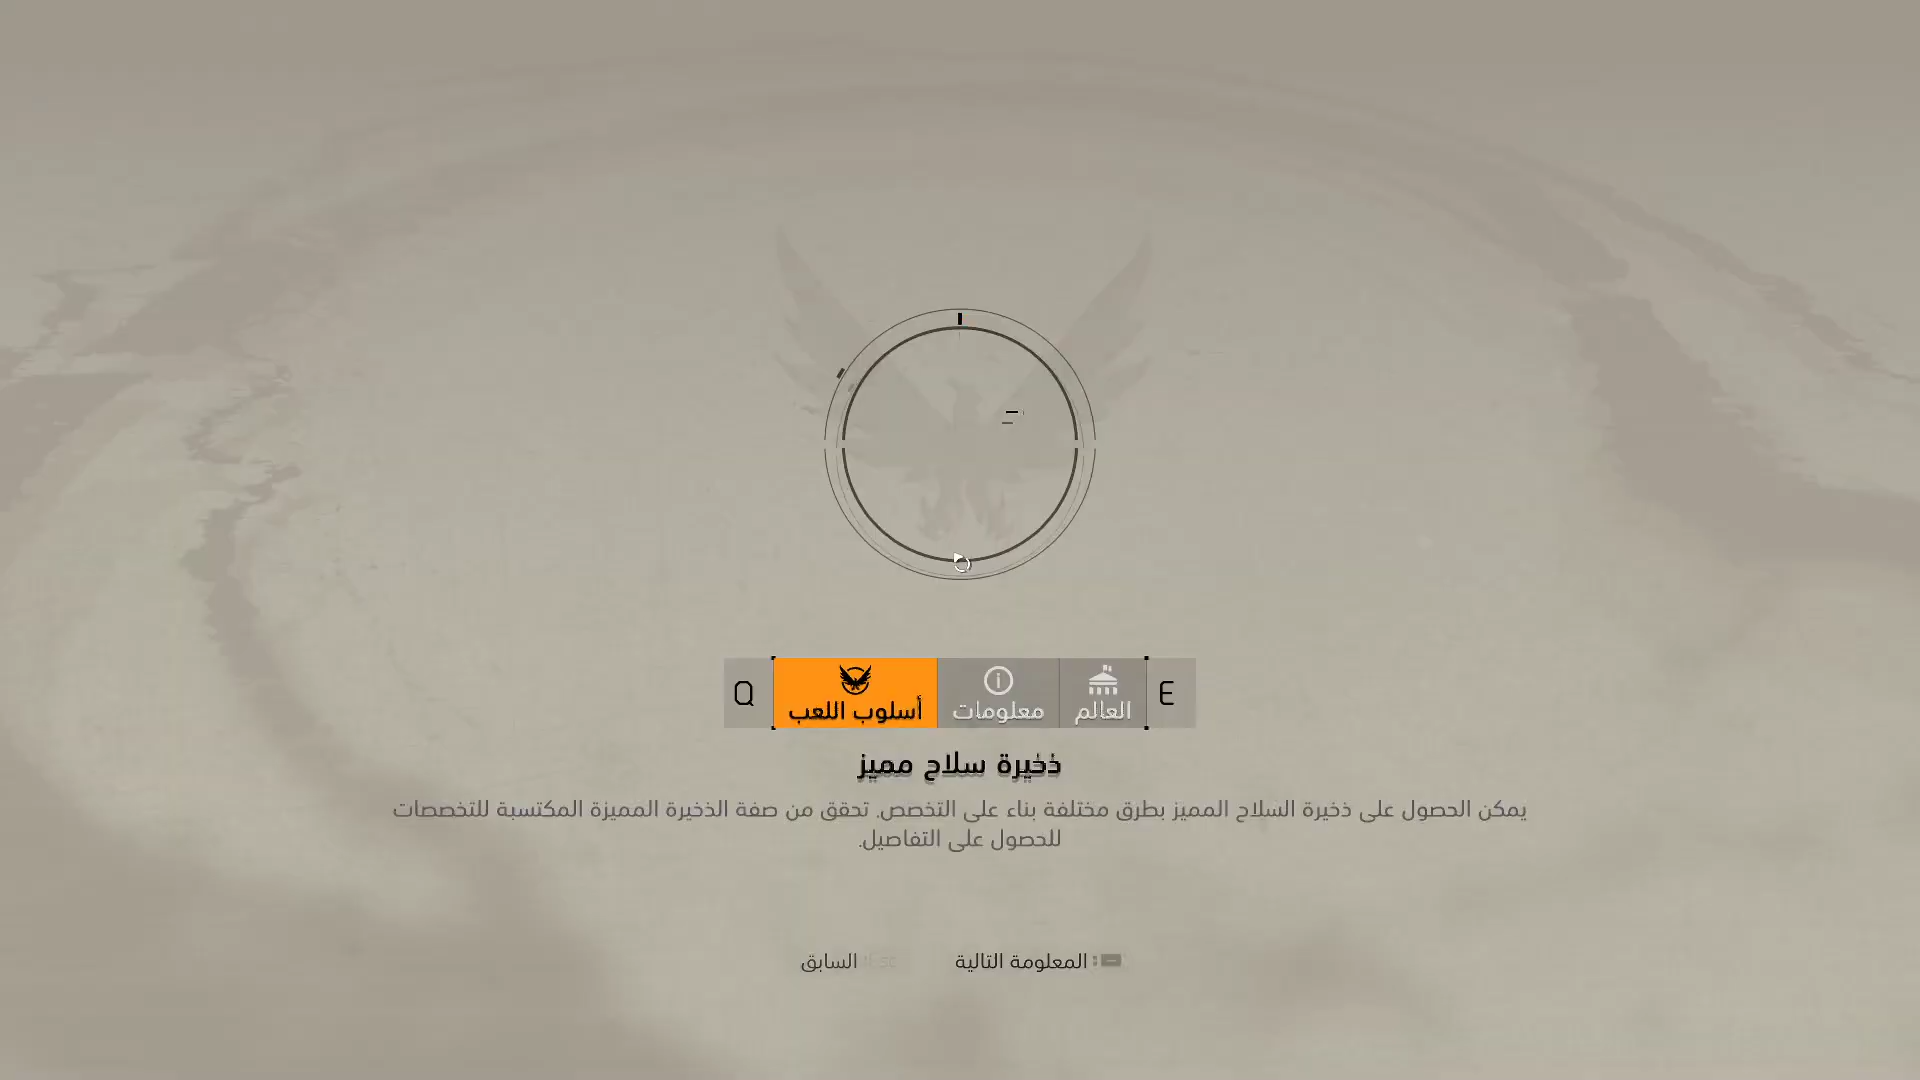 Q
أسلوب اللعب
معلومات
العالم
E
ذخيرة سلاح مميز
يمكن الحصول على ذخيرة السلاح المميز بطرق مختلفة بناء على التخصص. تحقق من صفة الذخيرة المميزة المكتسبة للتخصصات
للحصول على التفاصيل.
المعلومة التالية
السابق